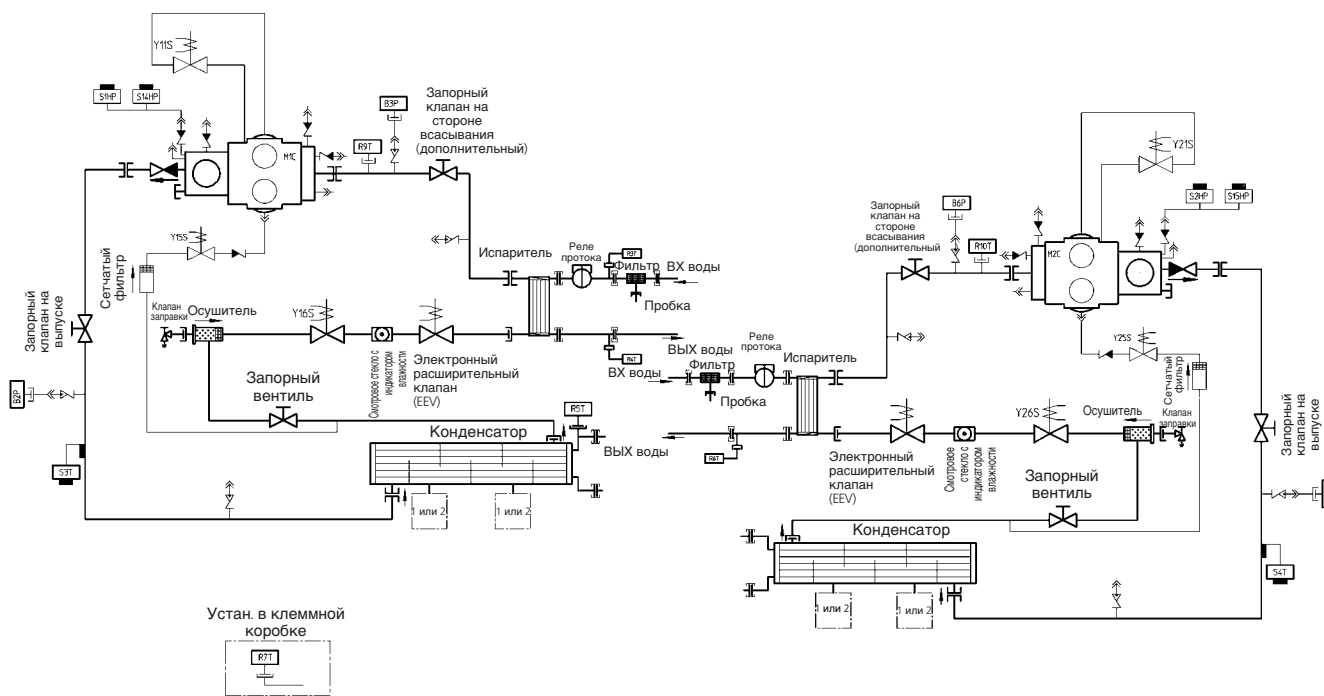 Y11S
S1HP
S14HP
B3P
R9T
M1C
Запорный
клапан на
стороне
всасывания
(дополнительный)
Y15S
Сетчатый
фильтр
Запорный
клапан на
выпуске
Испаритель
Реле
протока
R3T
Фильтр
ВХ воды
Пробка
Клапан
заправки
Осушитель
Y16S
Смотровое стекло с
индикатором
влажности
Электронный
расширительный
клапан
(EEV)
R4T
ВХ воды
Запорный
вентиль
B2P
S3T
R5T
Конденсатор
ВЫХ воды
1 или 2
1 или 2
Устан. в клеммной
коробке
R7T
Y21S
S2HP
S15HP
B6P
R10T
M2C
Запорный
клапан на
стороне
всасывания
(дополнительный
Y25S
Сетчатый
фильтр
ВЫХ воды
Фильтр
Реле
протока
Испаритель
Пробка
R6T
Электронный
расширительный
клапан
(EEV)
Смотровое
стекло с
индикатором
влажности
Y26S
Осушитель
Клапан
заправки
Запорный
клапан на
выпуске
Запорный
вентиль
Конденсатор
1 или 2
1 или 2
S4T